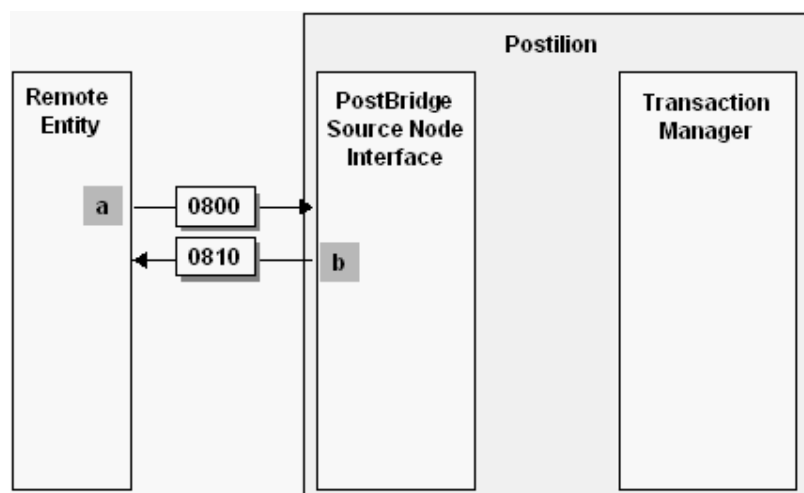 Postilion
Remote
Entity
PostBridge
Source Node
Interface
Transaction
Manager
a
0800
0810
b